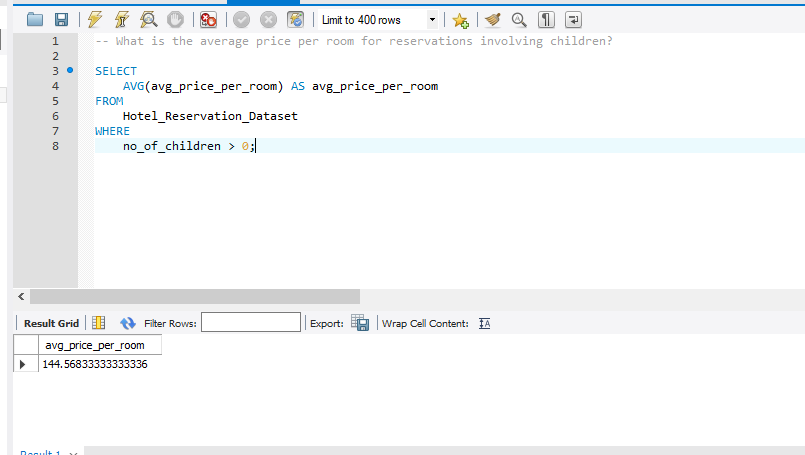 Limit to 400 rows
1 -- What is the average price per room for reservations involving children?
2
3 SELECT
4 AVG(avg_price_per_room) AS avg_price_per_room
5 FROM
6 Hotel_Reservation_Dataset
7 WHERE
8 no_of_children > 0;
Result Grid Filter Rows: Export: Wrap Cell Content: IA
avg_price_per_room
144.56833333333336
Result 1